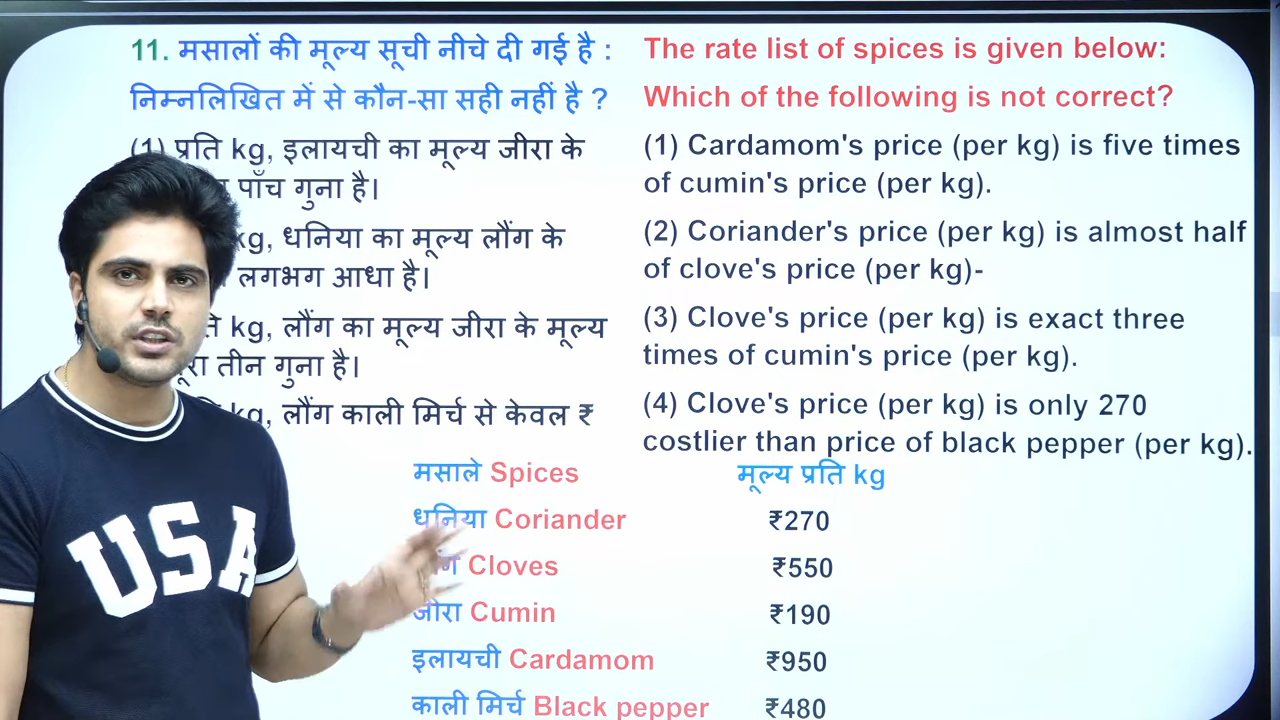 11. मसालों की मूल्य सूची नीचे दी गई है :
निम्नलिखित में से कौन-सा सही नहीं है ?
(1) प्रति kg, इलायची का मूल्य जीरा के
पाँच गुना है।
kg, धनिया का मूल्य लौंग के
लगभग आधा है।
kg, लौंग का मूल्य जीरा के मूल्य
तीन गुना है।
kg, लौंग काली मिर्च से केवल ₹
The rate list of spices is given below:
Which of the following is not correct?
(1) Cardamom's price (per kg) is five times
of cumin's price (per kg).
(2) Coriander's price (per kg) is almost half
of clove's price (per kg)-
(3) Clove's price (per kg) is exact three
times of cumin's price (per kg).
(4) Clove's price (per kg) is only 270
costlier than price of black pepper (per kg).
मसाले Spices मूल्य प्रति kg
धनिया Coriander ₹270
Cloves ₹550
जीरा Cumin ₹190
इलायची Cardamom ₹950
काली मिर्च Black pepper ₹480
USA